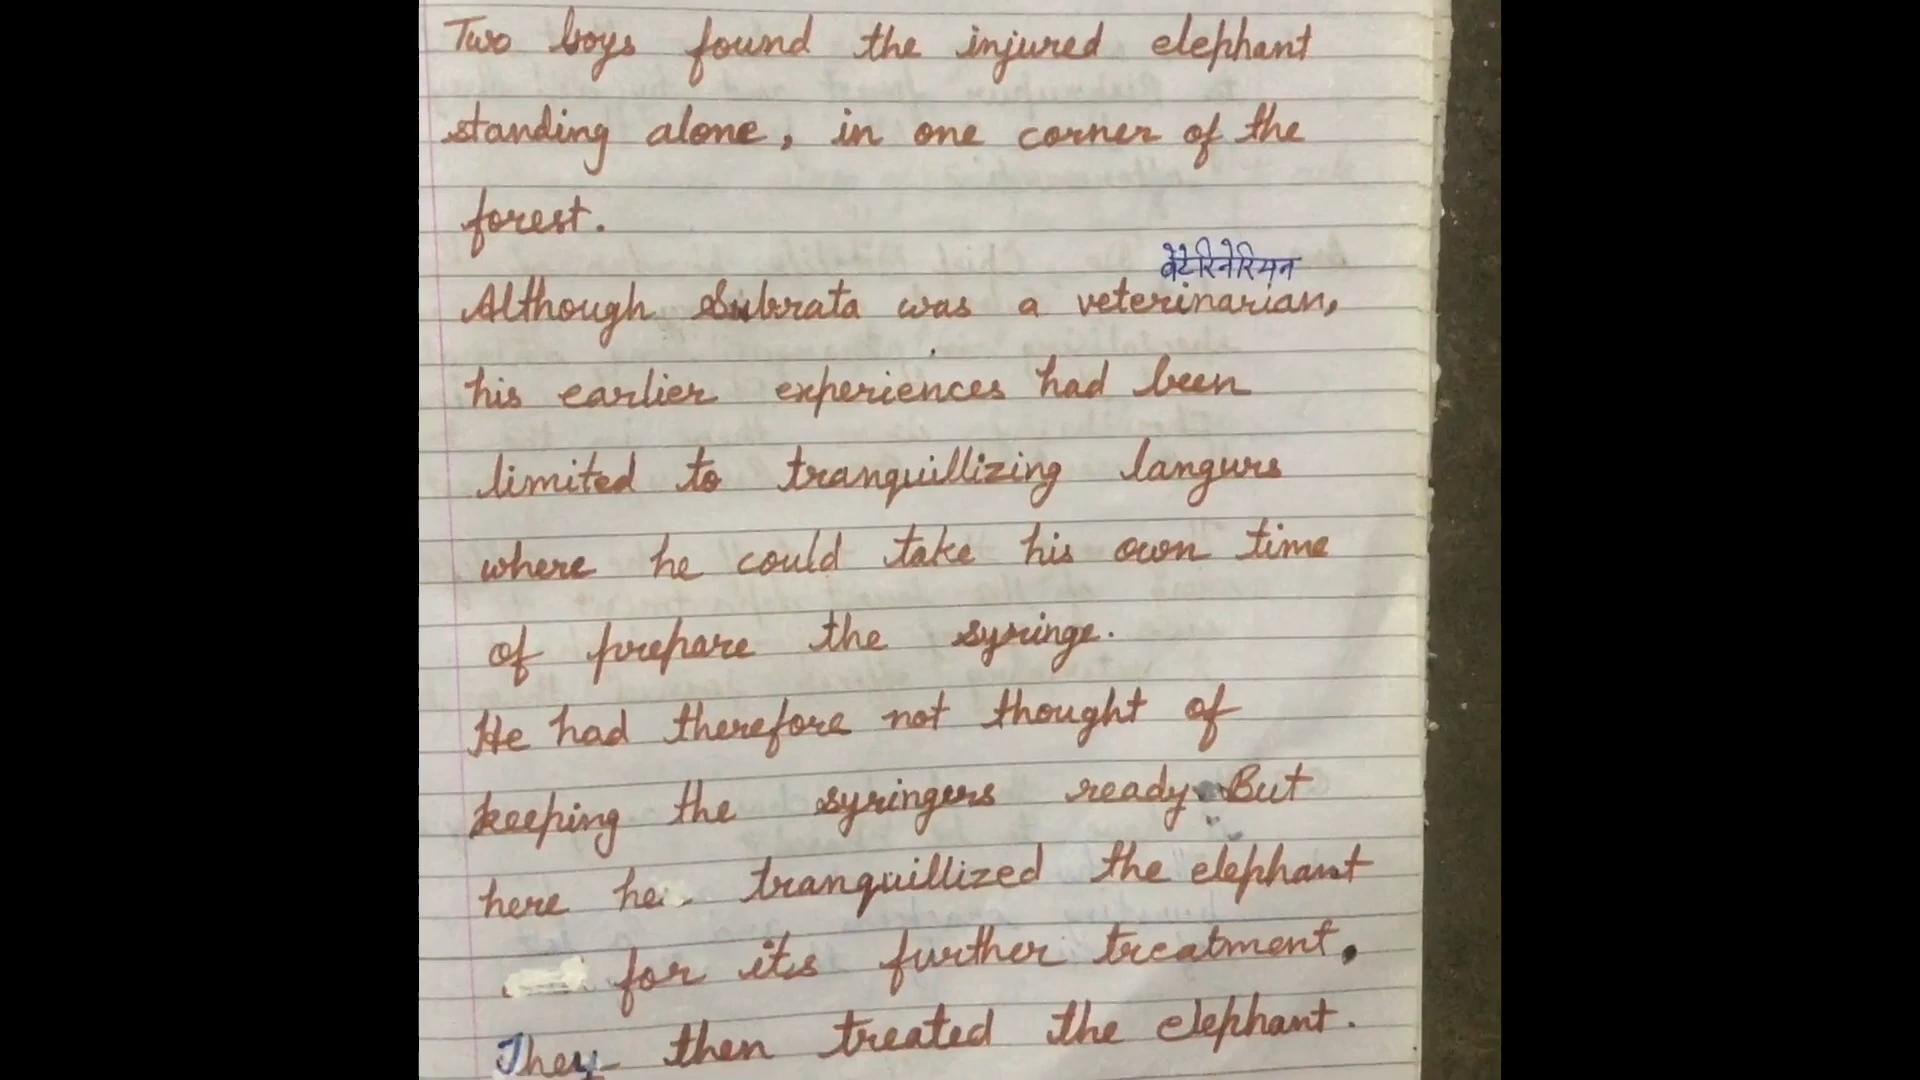 Two boys found the injured elephant
standing alone, in one corner of the
forest.
वेटेरिनेरियन
Although Subrata was a veterinarian,
his earlier experiences had been
limited to tranquillizing langurs
where he could take his own time
of prepare the syringe.
He had therefore not thought of
keeping the syringers ready. But
here he tranquillized the elephant
for its further treatment.
They then treated the elephant.